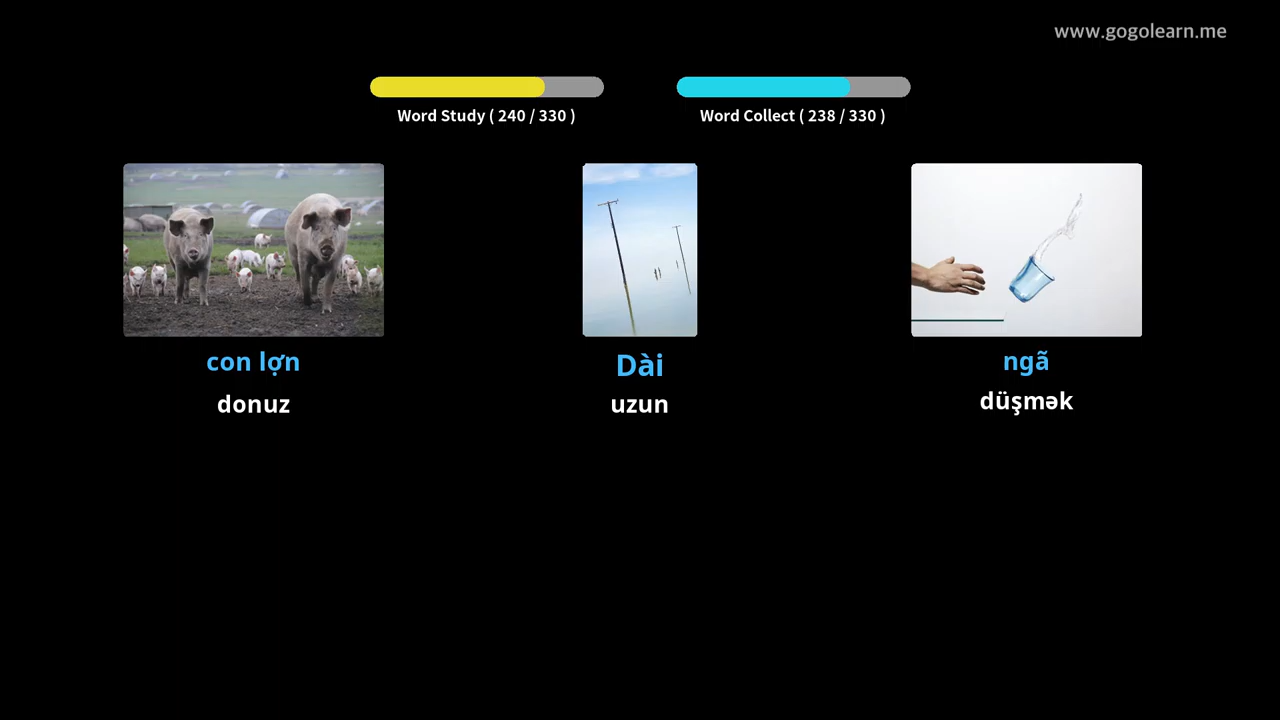 www.gogolearn.me
Word Study ( 240 / 330 )
Word Collect ( 238 / 330 )
con lợn
Dài
ngã
donuz
uzun
düşmək